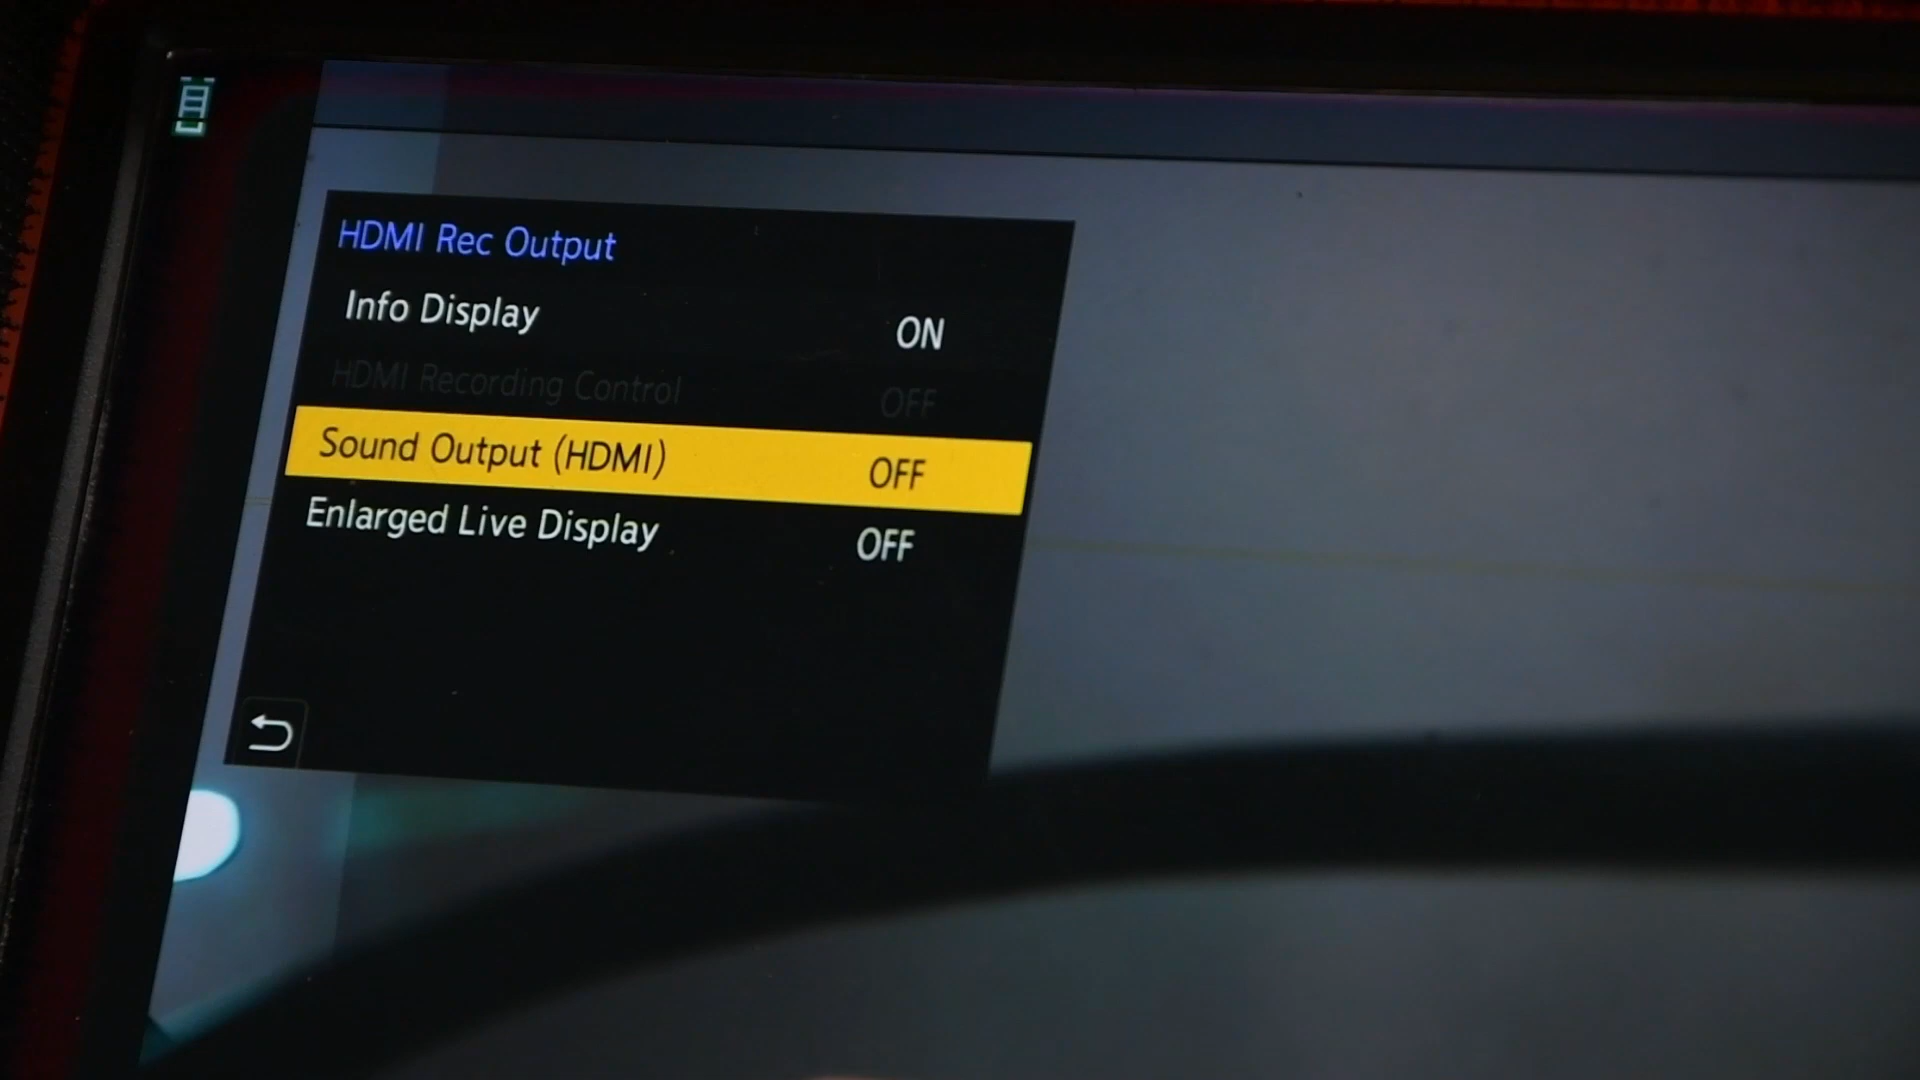 HDMI Rec Output
Info Display ON
HDMI Recording Control OFF
Sound Output (HDMI) OFF
Enlarged Live Display OFF